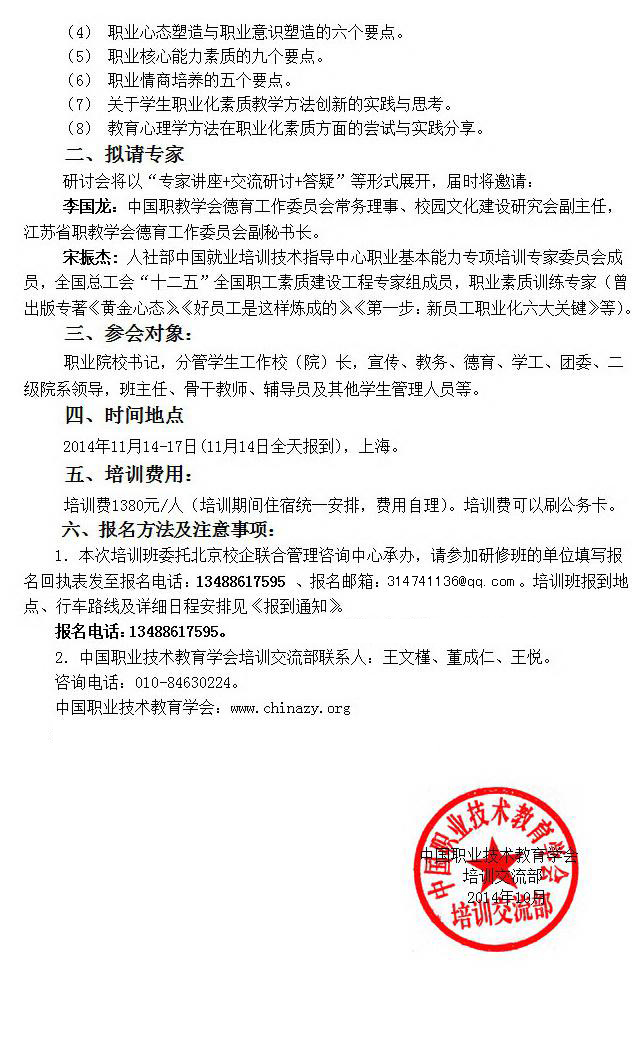 （4） 职业心态塑造与职业意识塑造的六个要点。
（5） 职业核心能力素质的九个要点。
（6） 职业情商培养的五个要点。
（7） 关于学生职业化素质教学方法创新的实践与思考。
（8） 教育心理学方法在职业化素质方面的尝试与实践分享。
二、拟请专家
研讨会将以“专家讲座+交流研讨+答疑”等形式展开，届时将邀请：
李国龙：中国职教学会德育工作委员会常务理事、校园文化建设研究会副主任，
江苏省职教学会德育工作委员会副秘书长。
宋振杰：人社部中国就业培训技术指导中心职业基本能力专项培训专家委员会成
员，全国总工会“十二五”全国职工素质建设工程专家组成员，职业素质训练专家（曾
出版专著《黄金心态》、《好员工是这样炼成的》、《第一步：新员工职业化六大关键》等）。
三、参会对象：
职业院校书记，分管学生工作校（院）长，宣传、教务、德育、学工、团委、二
级院系领导，班主任、骨干教师、辅导员及其他学生管理人员等。
四、时间地点
2014年11月14-17日(11月14日全天报到)，上海。
五、培训费用：
培训费1380元/人（培训期间住宿统一安排，费用自理）。培训费可以刷公务卡。
六、报名方法及注意事项：
1．本次培训班委托北京校企联合管理咨询中心承办，请参加研修班的单位填写报
名回执表发至报名电话：13488617595 、报名邮箱：314741136@qq.com。培训班报到地
点、行车路线及详细日程安排见《报到通知》。
报名电话：13488617595。
2．中国职业技术教育学会培训交流部联系人：王文槿、董成仁、王悦。
咨询电话：010-84630224。
中国职业技术教育学会：www.chinazy.org
中国职业技术教育学会
中国职业技术教育学会
培训交流部
2014年10月
培训交流部